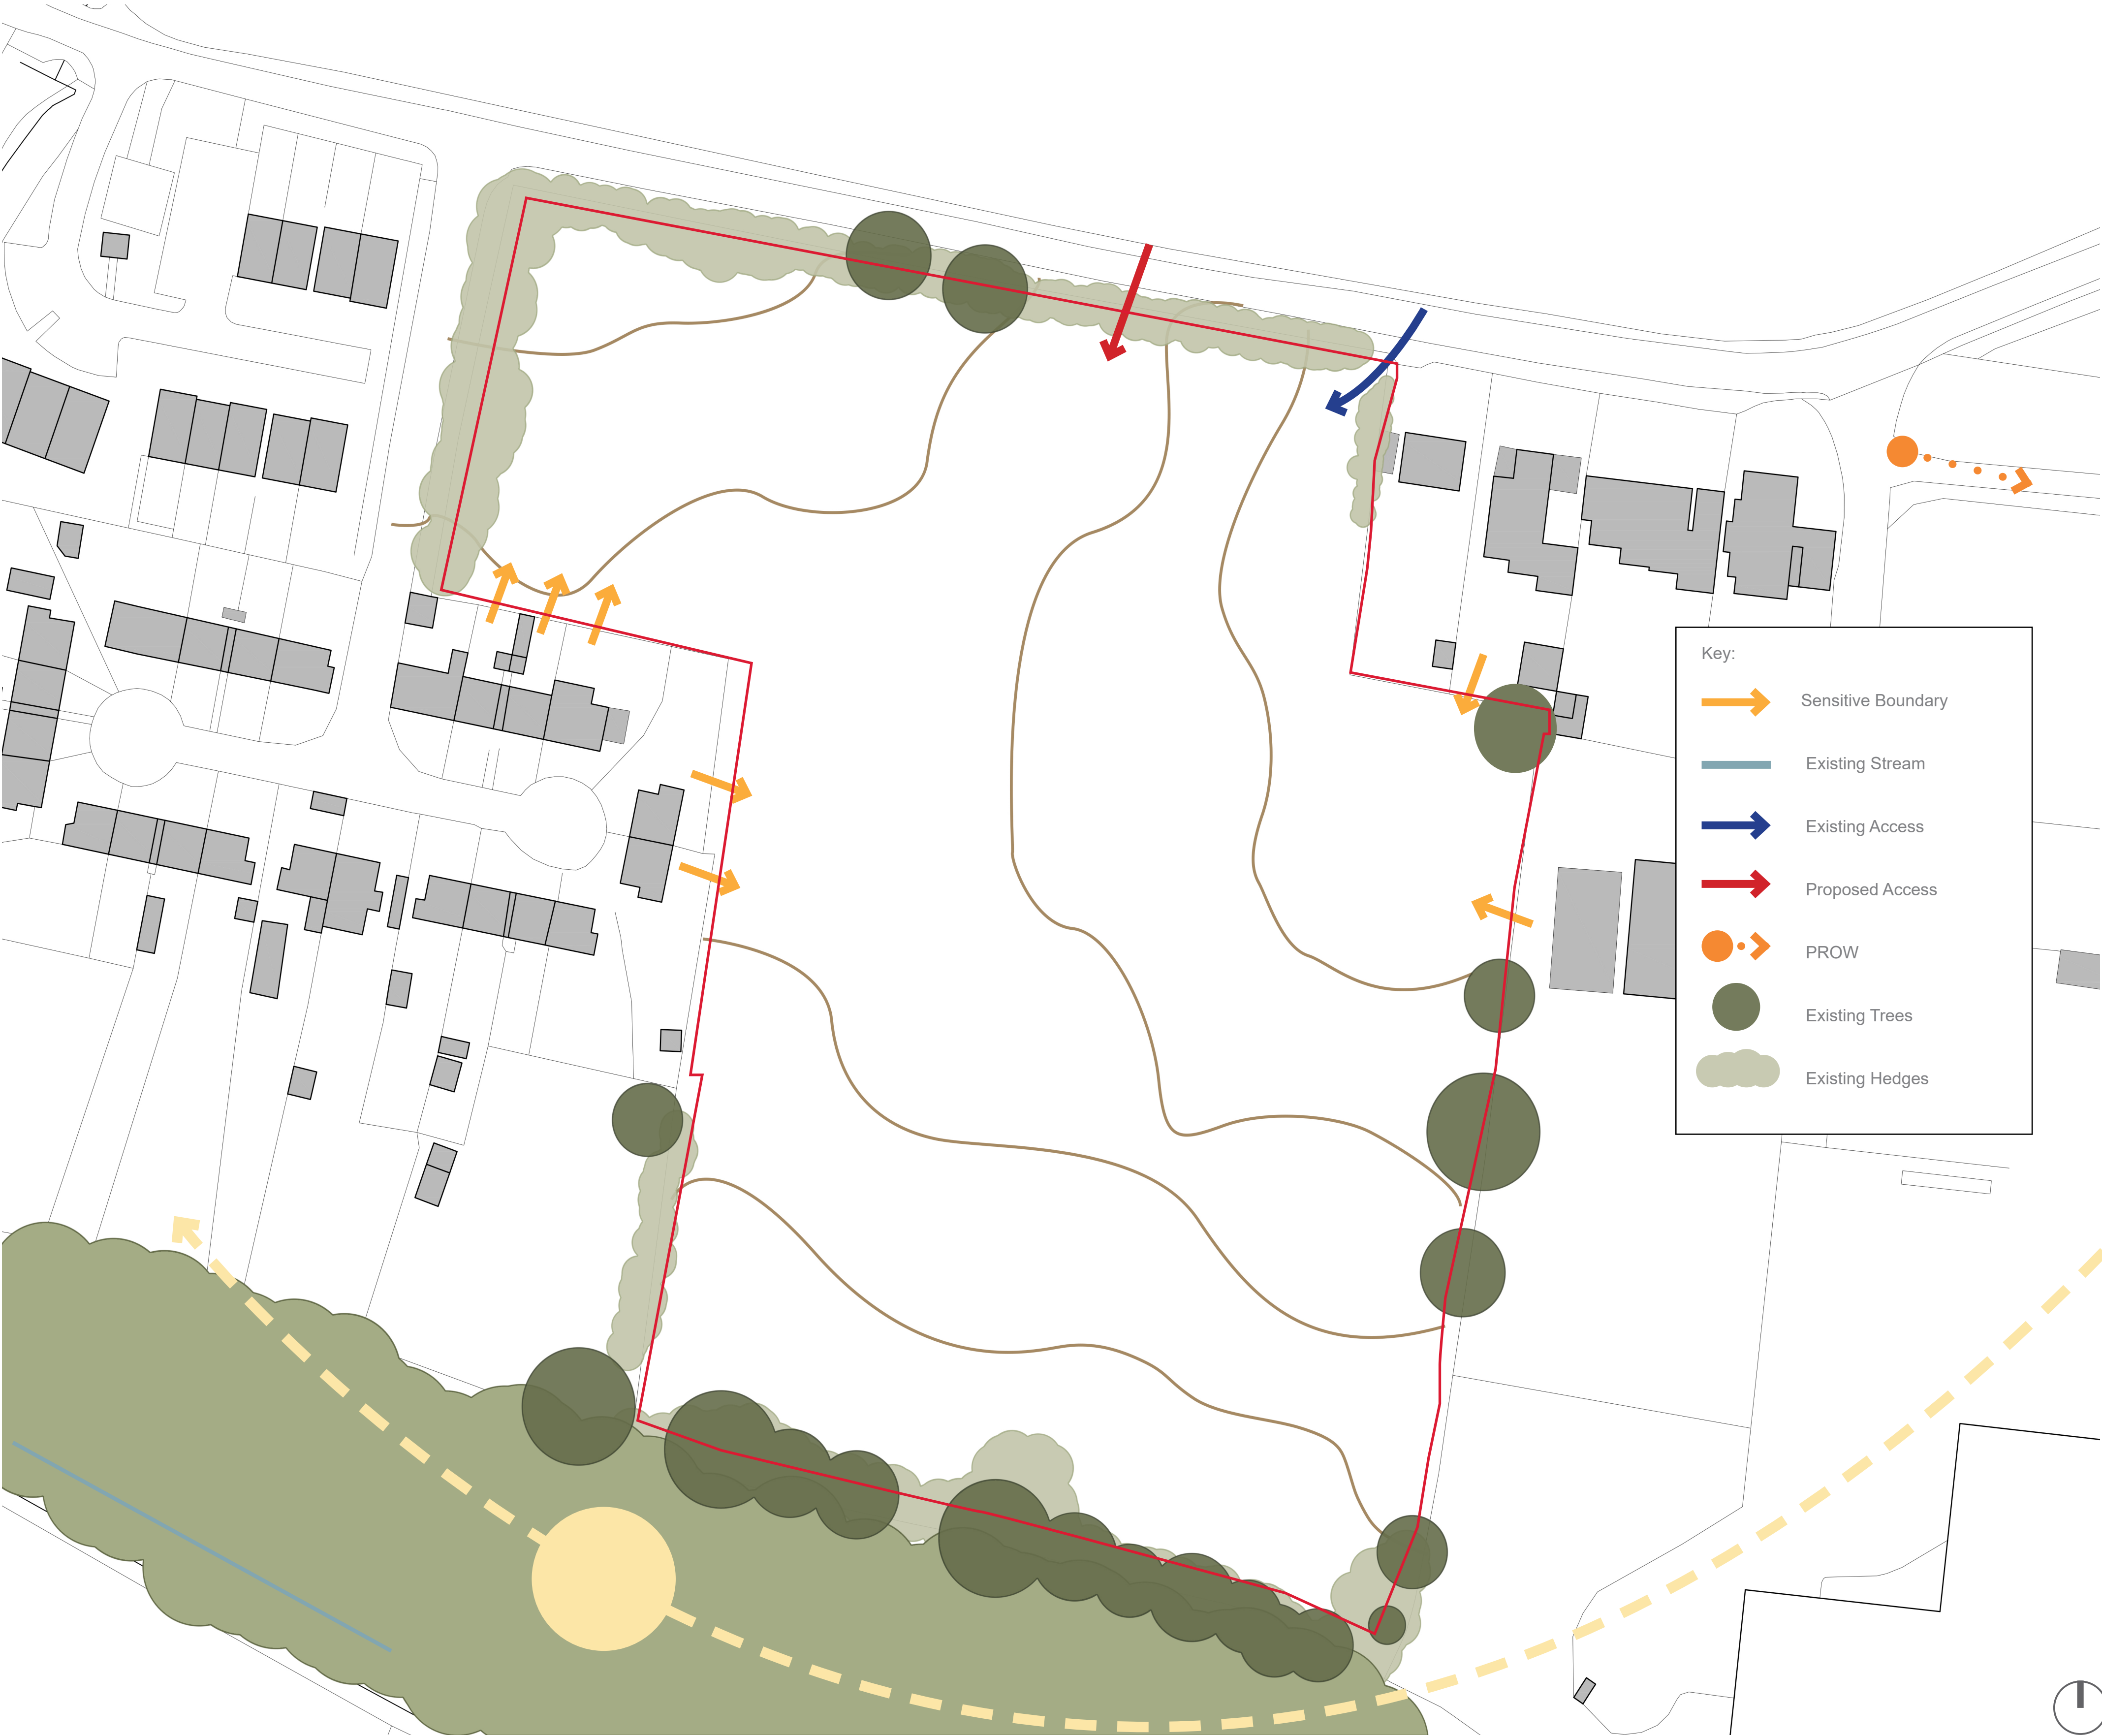 Key:
Sensitive Boundary
Existing Stream
Existing Access
Proposed Access
PROW
Existing Trees
Existing Hedges